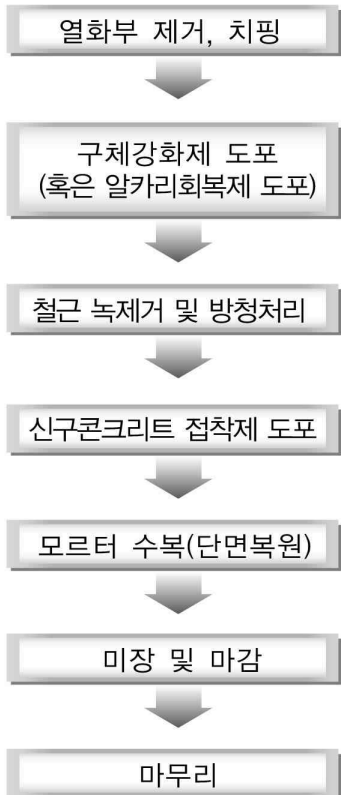 열화부 제거, 치핑
구체강화제 도포
(혹은 알카리회복제 도포)
철근 녹제거 및 방청처리
신구콘크리트 접착제 도포
모르터 수복(단면복원)
미장 및 마감
마무리